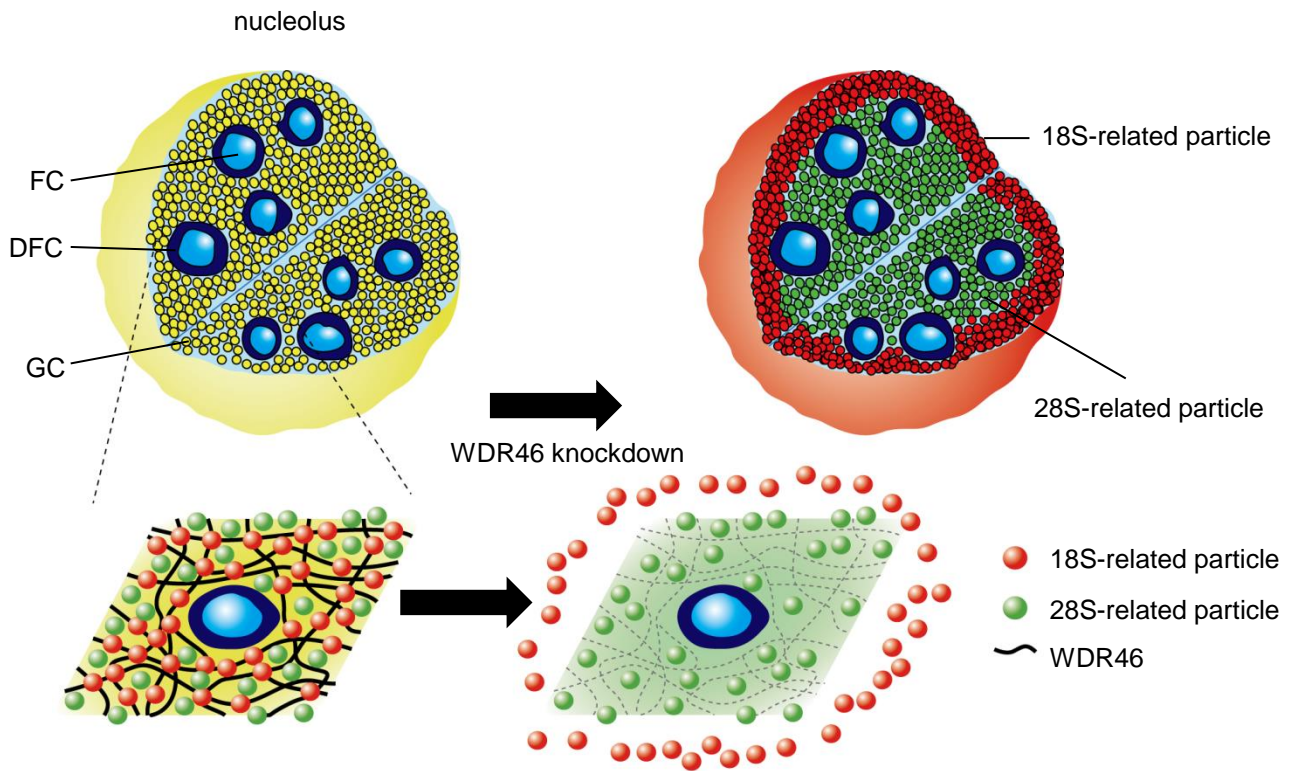 nucleolus
FC
DFC
GC
18S-related particle
28S-related particle
WDR46 knockdown
18S-related particle
28S-related particle
WDR46